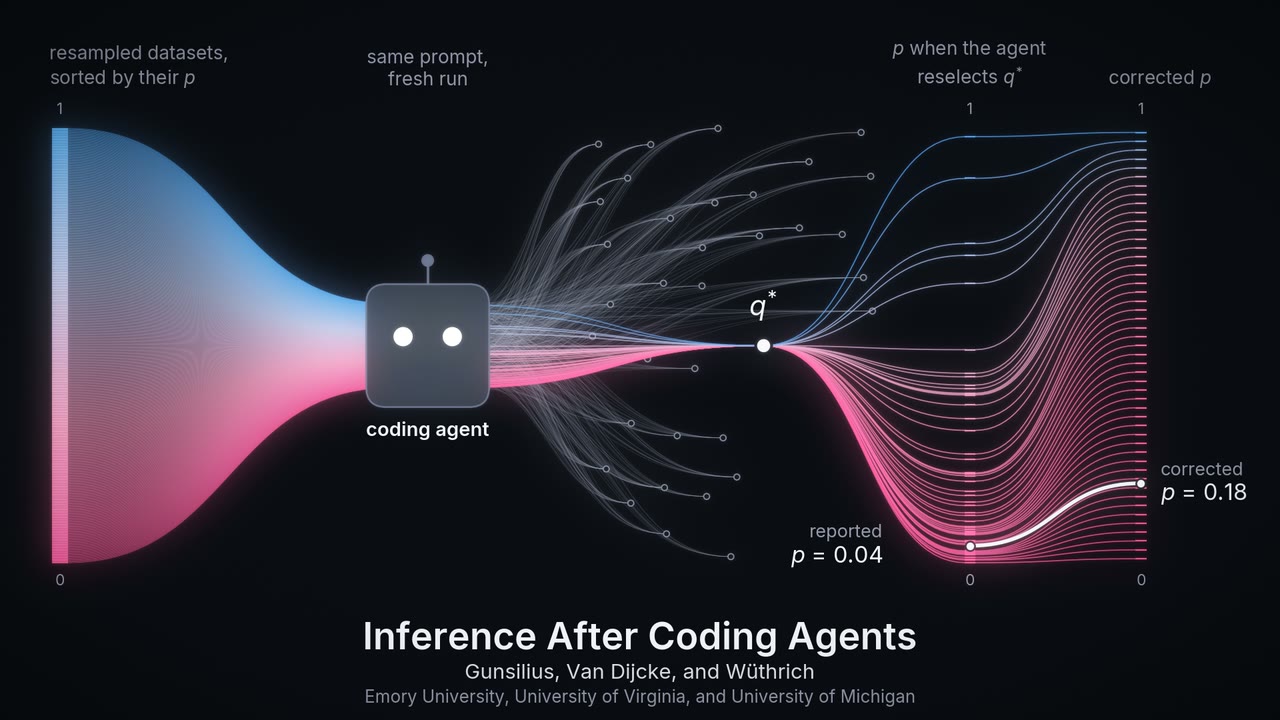 resampled datasets,
sorted by their p
same prompt,
fresh run
p when the agent
reselects q*
corrected p
1
1
1
q*
coding agent
corrected
p = 0.18
reported
p = 0.04
0
0
0
Inference After Coding Agents
Gunsilius, Van Dijcke, and Wüthrich
Emory University, University of Virginia, and University of Michigan